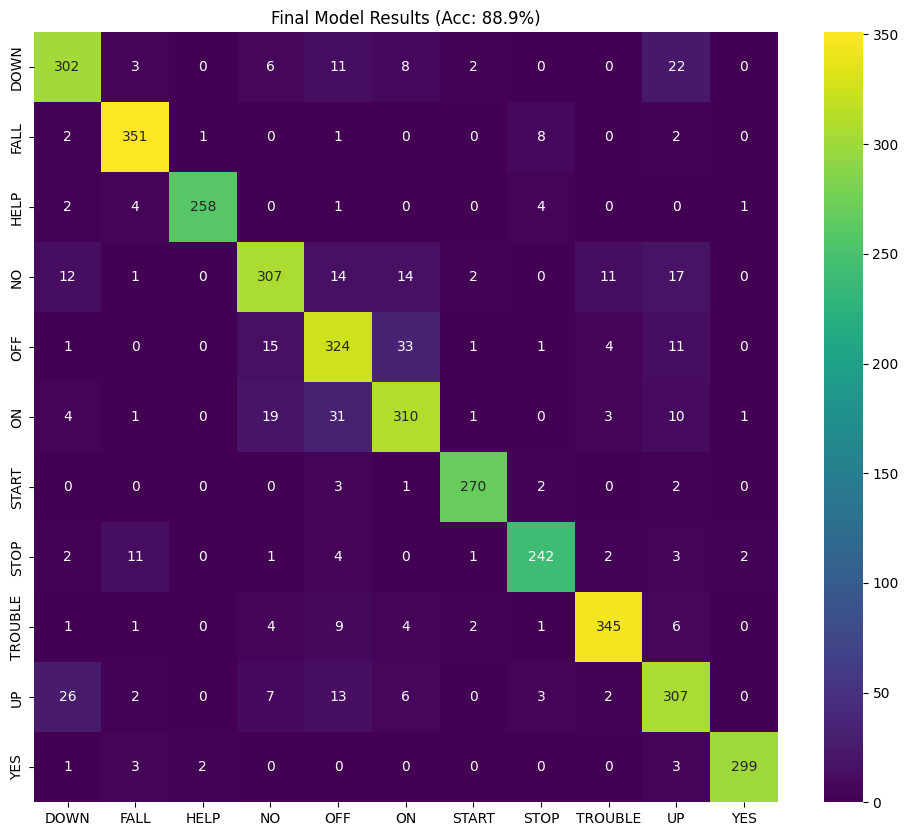 Final Model Results (Acc: 88.9%)
DOWN 302 3 0 6 11 8 2 0 0 22 0
FALL 2 351 1 0 1 0 0 8 0 2 0
HELP 2 4 258 0 1 0 0 4 0 0 1
NO 12 1 0 307 14 14 2 0 11 17 0
OFF 1 0 0 15 324 33 1 1 4 11 0
ON 4 1 0 19 31 310 1 0 3 10 1
START 0 0 0 0 3 1 270 2 0 2 0
STOP 2 11 0 1 4 0 1 242 2 3 2
TROUBLE 1 1 0 4 9 4 2 1 345 6 0
UP 26 2 0 7 13 6 0 3 2 307 0
YES 1 3 2 0 0 0 0 0 0 3 299
DOWN FALL HELP NO OFF ON START STOP TROUBLE UP YES
350
300
250
200
150
100
50
0